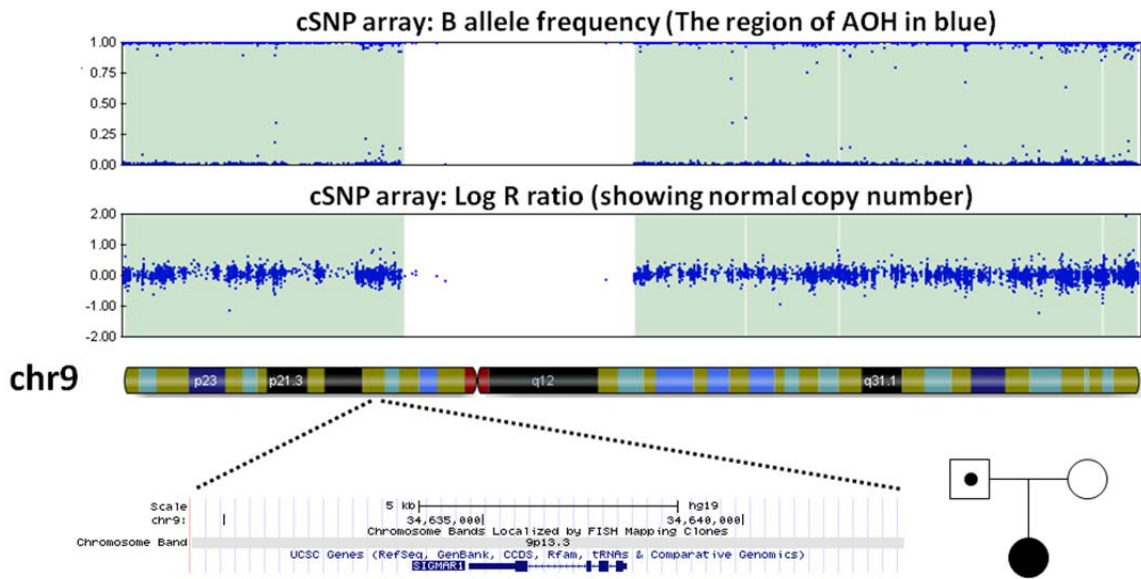 cSNP array: B allele frequency (The region of AOH in blue)
1.00
0.75
0.50
0.25
0.00
cSNP array: Log R ratio (showing normal copy number)
2.00
1.00
0.00
-1.00
-2.00
chr9 p23 p21.3 q12 q31.1
Scale 5 kb hg19
chr9: 34,635,000 34,640,000
Chromosome Bands Localized by FISH Mapping Clones
Chromosome Band 9p13.3
UCSC Genes (RefSeq, GenBank, CCDS, Rfam, tRNAs & Comparative Genomics)
SIGMAR1